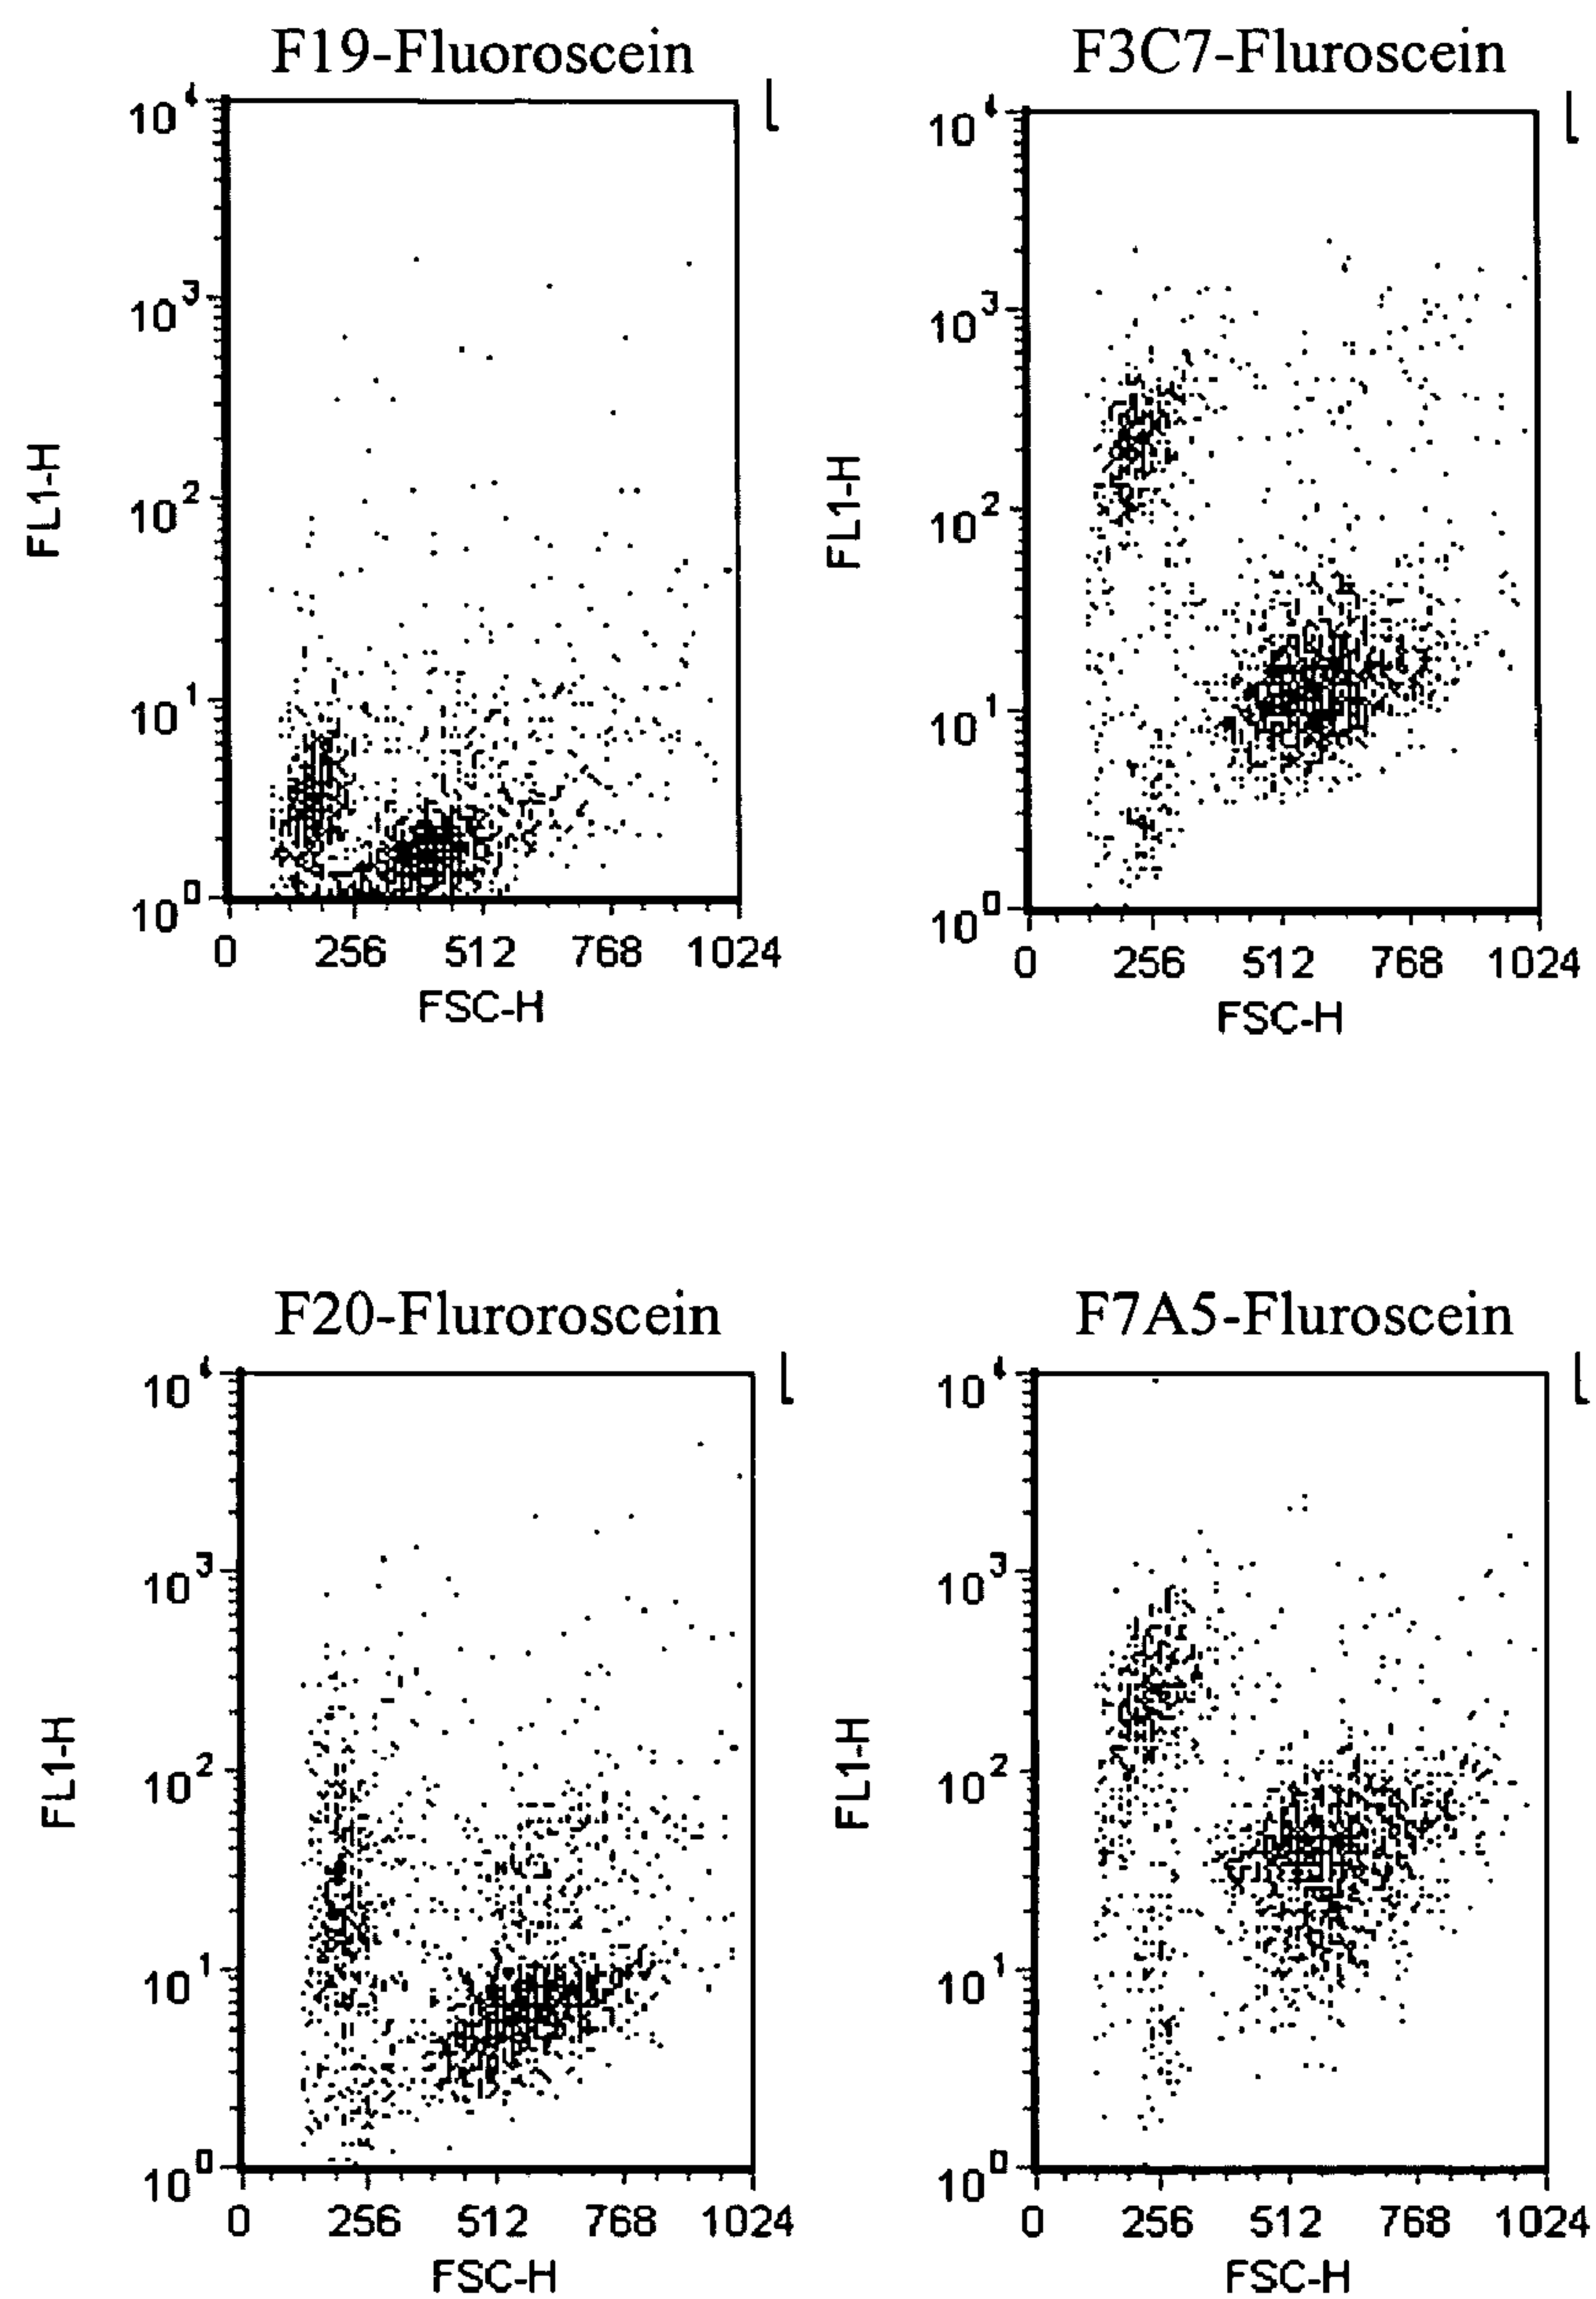 F19-Fluoroscein
F3C7-Fluroscein
10^4
10^3
10^2
10^1
10^0
FL1-H
0 256 512 768 1024
FSC-H
10^4
10^3
10^2
10^1
10^0
FL1-H
0 256 512 768 1024
FSC-H
F20-Fluroroscein
F7A5-Fluroscein
10^4
10^3
10^2
10^1
10^0
FL1-H
0 256 512 768 1024
FSC-H
10^4
10^3
10^2
10^1
10^0
FL1-H
0 256 512 768 1024
FSC-H